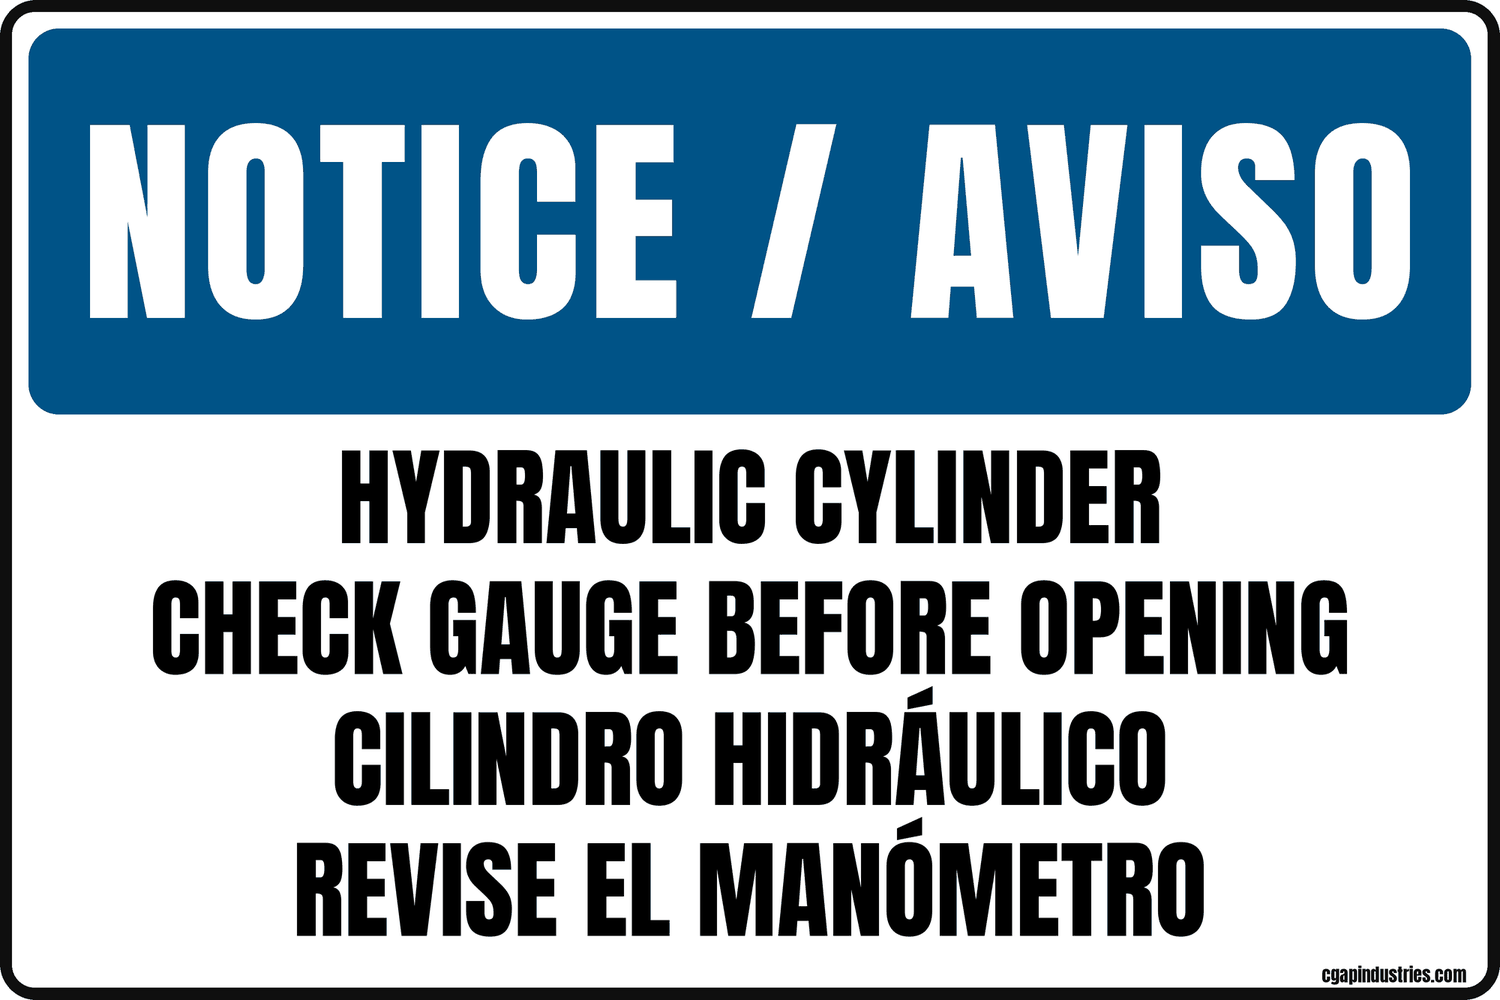 NOTICE / AVISO
HYDRAULIC CYLINDER
CHECK GAUGE BEFORE OPENING
CILINDRO HIDRÁULICO
REVISE EL MANÓMETRO
cgapindustries.com